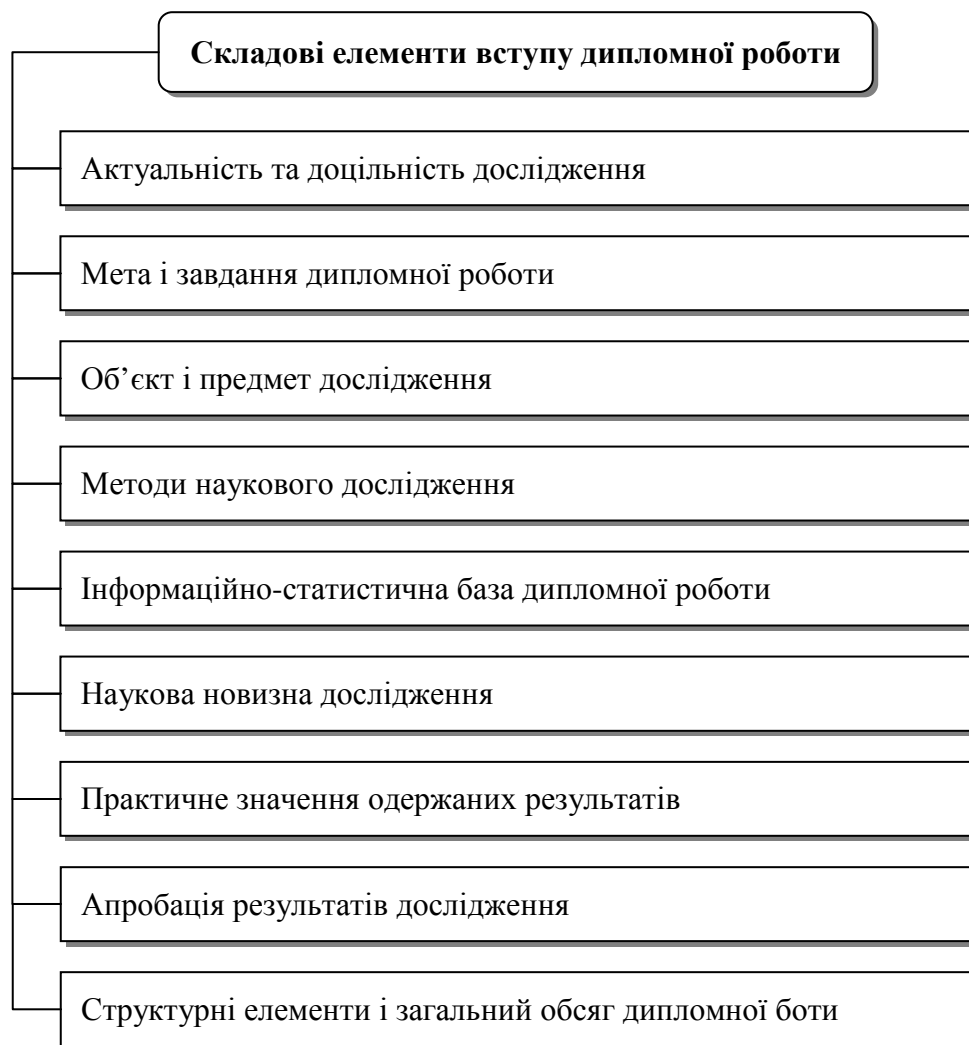 Складові елементи вступу дипломної роботи
Актуальність та доцільність дослідження
Мета і завдання дипломної роботи
Об’єкт і предмет дослідження
Методи наукового дослідження
Інформаційно-статистична база дипломної роботи
Наукова новизна дослідження
Практичне значення одержаних результатів
Апробація результатів дослідження
Структурні елементи і загальний обсяг дипломної боти